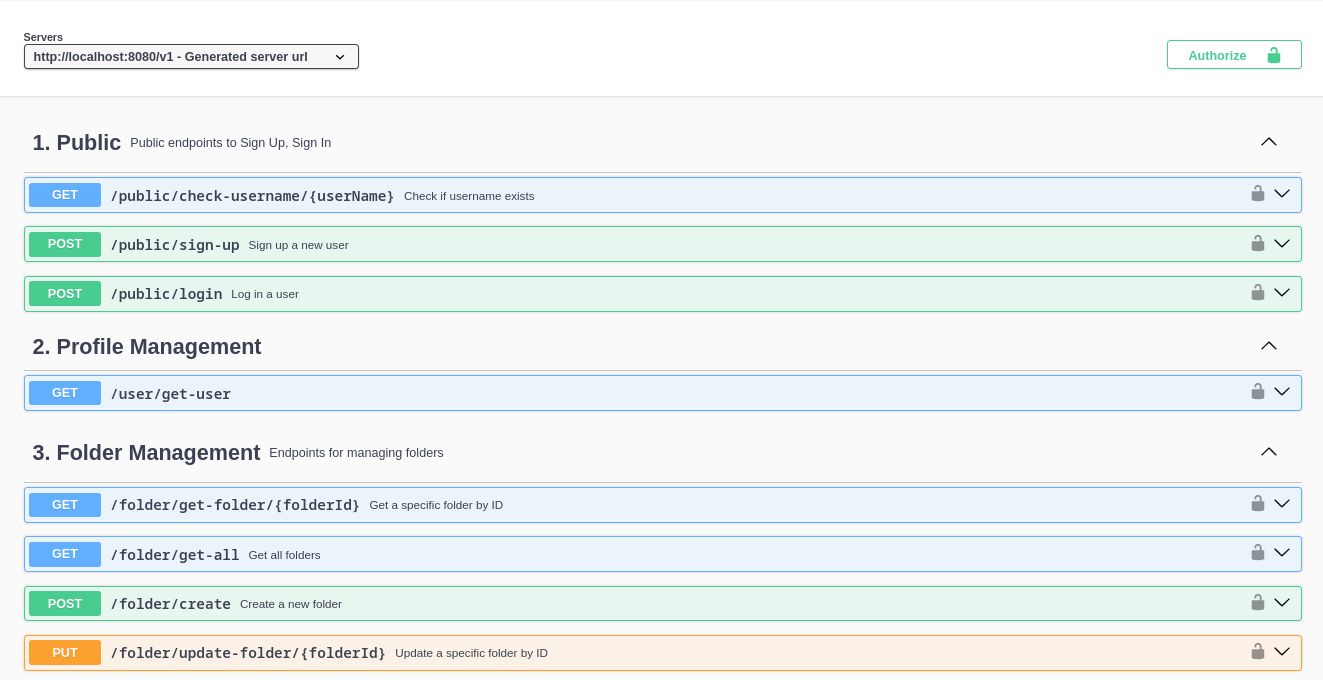 Servers
http://localhost:8080/v1 - Generated server url
Authorize
1. Public Public endpoints to Sign Up, Sign In
GET /public/check-username/{userName} Check if username exists
POST /public/sign-up Sign up a new user
POST /public/login Log in a user
2. Profile Management
GET /user/get-user
3. Folder Management Endpoints for managing folders
GET /folder/get-folder/{folderId} Get a specific folder by ID
GET /folder/get-all Get all folders
POST /folder/create Create a new folder
PUT /folder/update-folder/{folderId} Update a specific folder by ID